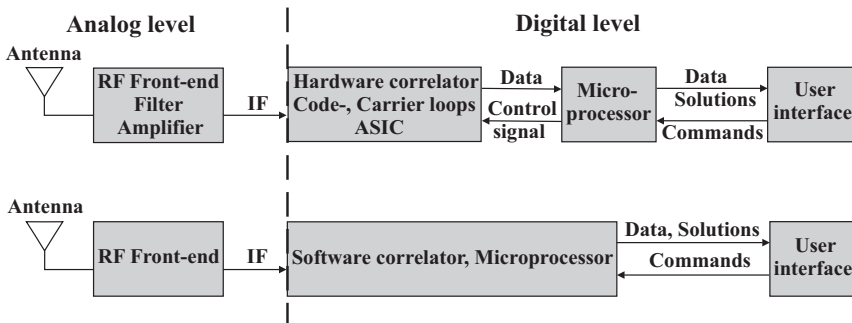 Analog level
Digital level
Antenna
RF Front-end
Filter
Amplifier
IF
Hardware correlator
Code-, Carrier loops
ASIC
Data
Control
signal
Micro-
processor
Data
Solutions
Commands
User
interface
Antenna
RF Front-end
IF
Software correlator, Microprocessor
Data, Solutions
Commands
User
interface